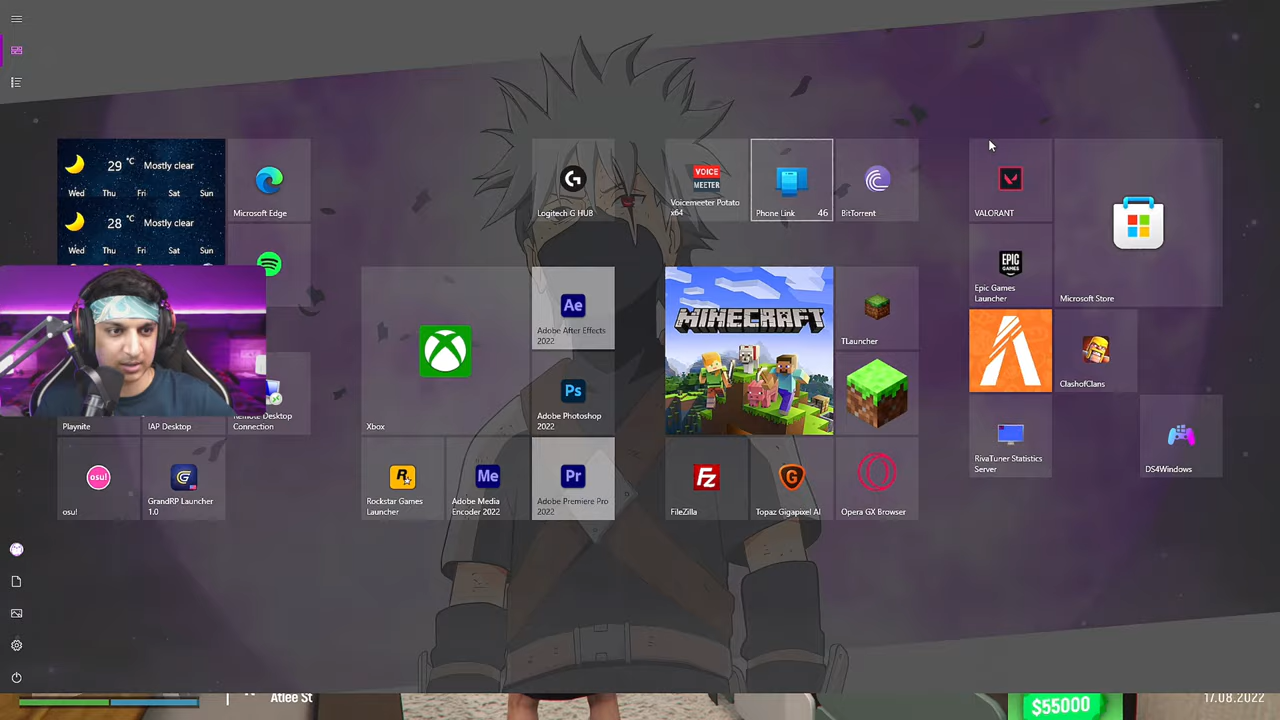 29 °C Mostly clear
Wed Thu Fri Sat Sun
28 °C Mostly clear
Wed Thu Fri Sat Sun
Microsoft Edge
Playnite
IAP Desktop
Remote Desktop
Connection
osu!
osu!
GrandRP Launcher
1.0
Logitech G HUB
Xbox
Ae
Adobe After Effects
2022
Ps
Adobe Photoshop
2022
R
Rockstar Games
Launcher
Me
Adobe Media
Encoder 2022
Pr
Adobe Premiere Pro
2022
VOICE
MEETER
Voicemeeter Potato
x64
Phone Link 46
BitTorrent
MINECRAFT
TLauncher
Fz
FileZilla
G
Topaz Gigapixel AI
Opera GX Browser
VALORANT
EPIC
GAMES
Epic Games
Launcher
Microsoft Store
ClashofClans
RivaTuner Statistics
Server
DS4Windows
Atlee St
$55000
17.08.2022